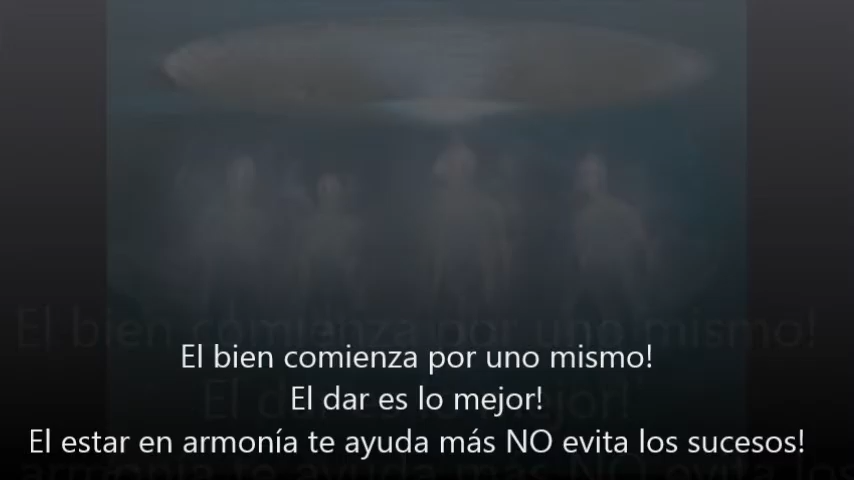 El bien comienza por uno mismo!
El dar es lo mejor!
El estar en armonía te ayuda más NO evita los sucesos!